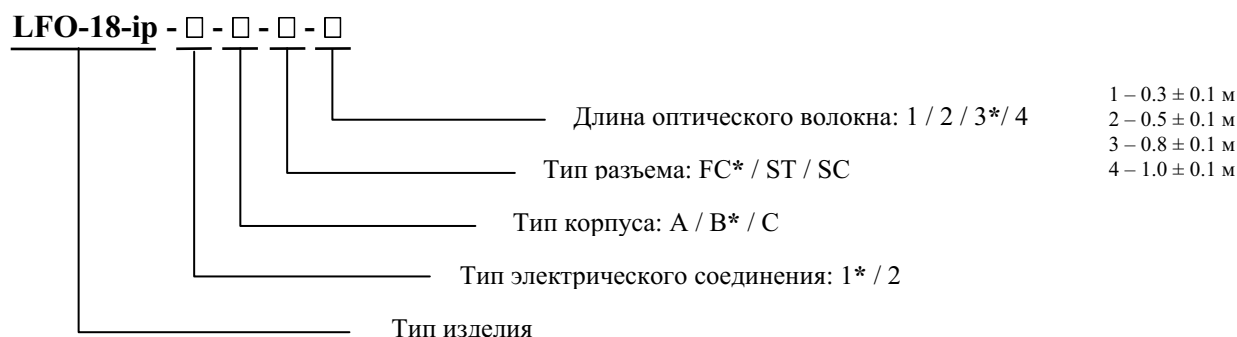 LFO-18-ip - □ - □ - □ - □
Длина оптического волокна: 1 / 2 / 3*/ 4
1 – 0.3 ± 0.1 м
2 – 0.5 ± 0.1 м
3 – 0.8 ± 0.1 м
4 – 1.0 ± 0.1 м
Тип разъема: FC* / ST / SC
Тип корпуса: A / B* / C
Тип электрического соединения: 1* / 2
Тип изделия